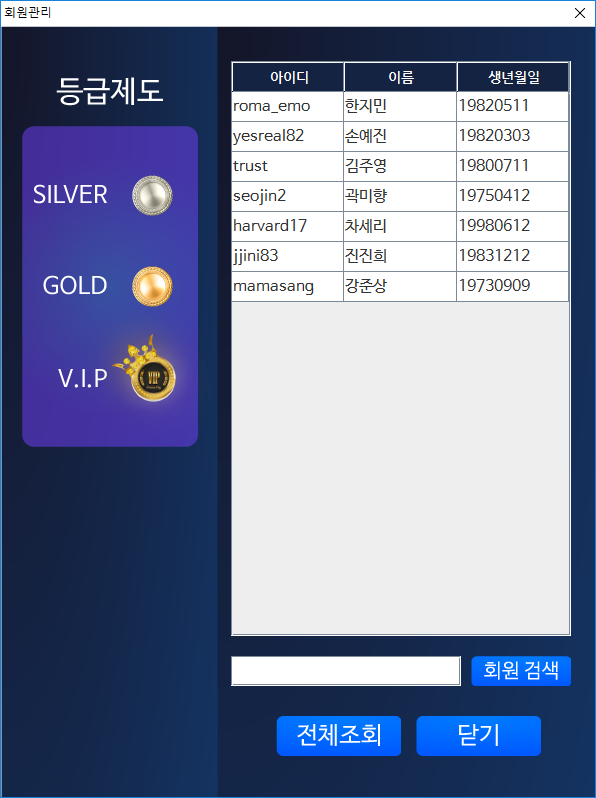 회원관리
등급제도
SILVER
GOLD
V.I.P
VIP
아이디 이름 생년월일
roma_emo 한지민 19820511
yesreal82 손예진 19820303
trust 김주영 19800711
seojin2 곽미향 19750412
harvard17 차세리 19980612
jjini83 진진희 19831212
mamasang 강준상 19730909
회원 검색
전체조회 닫기